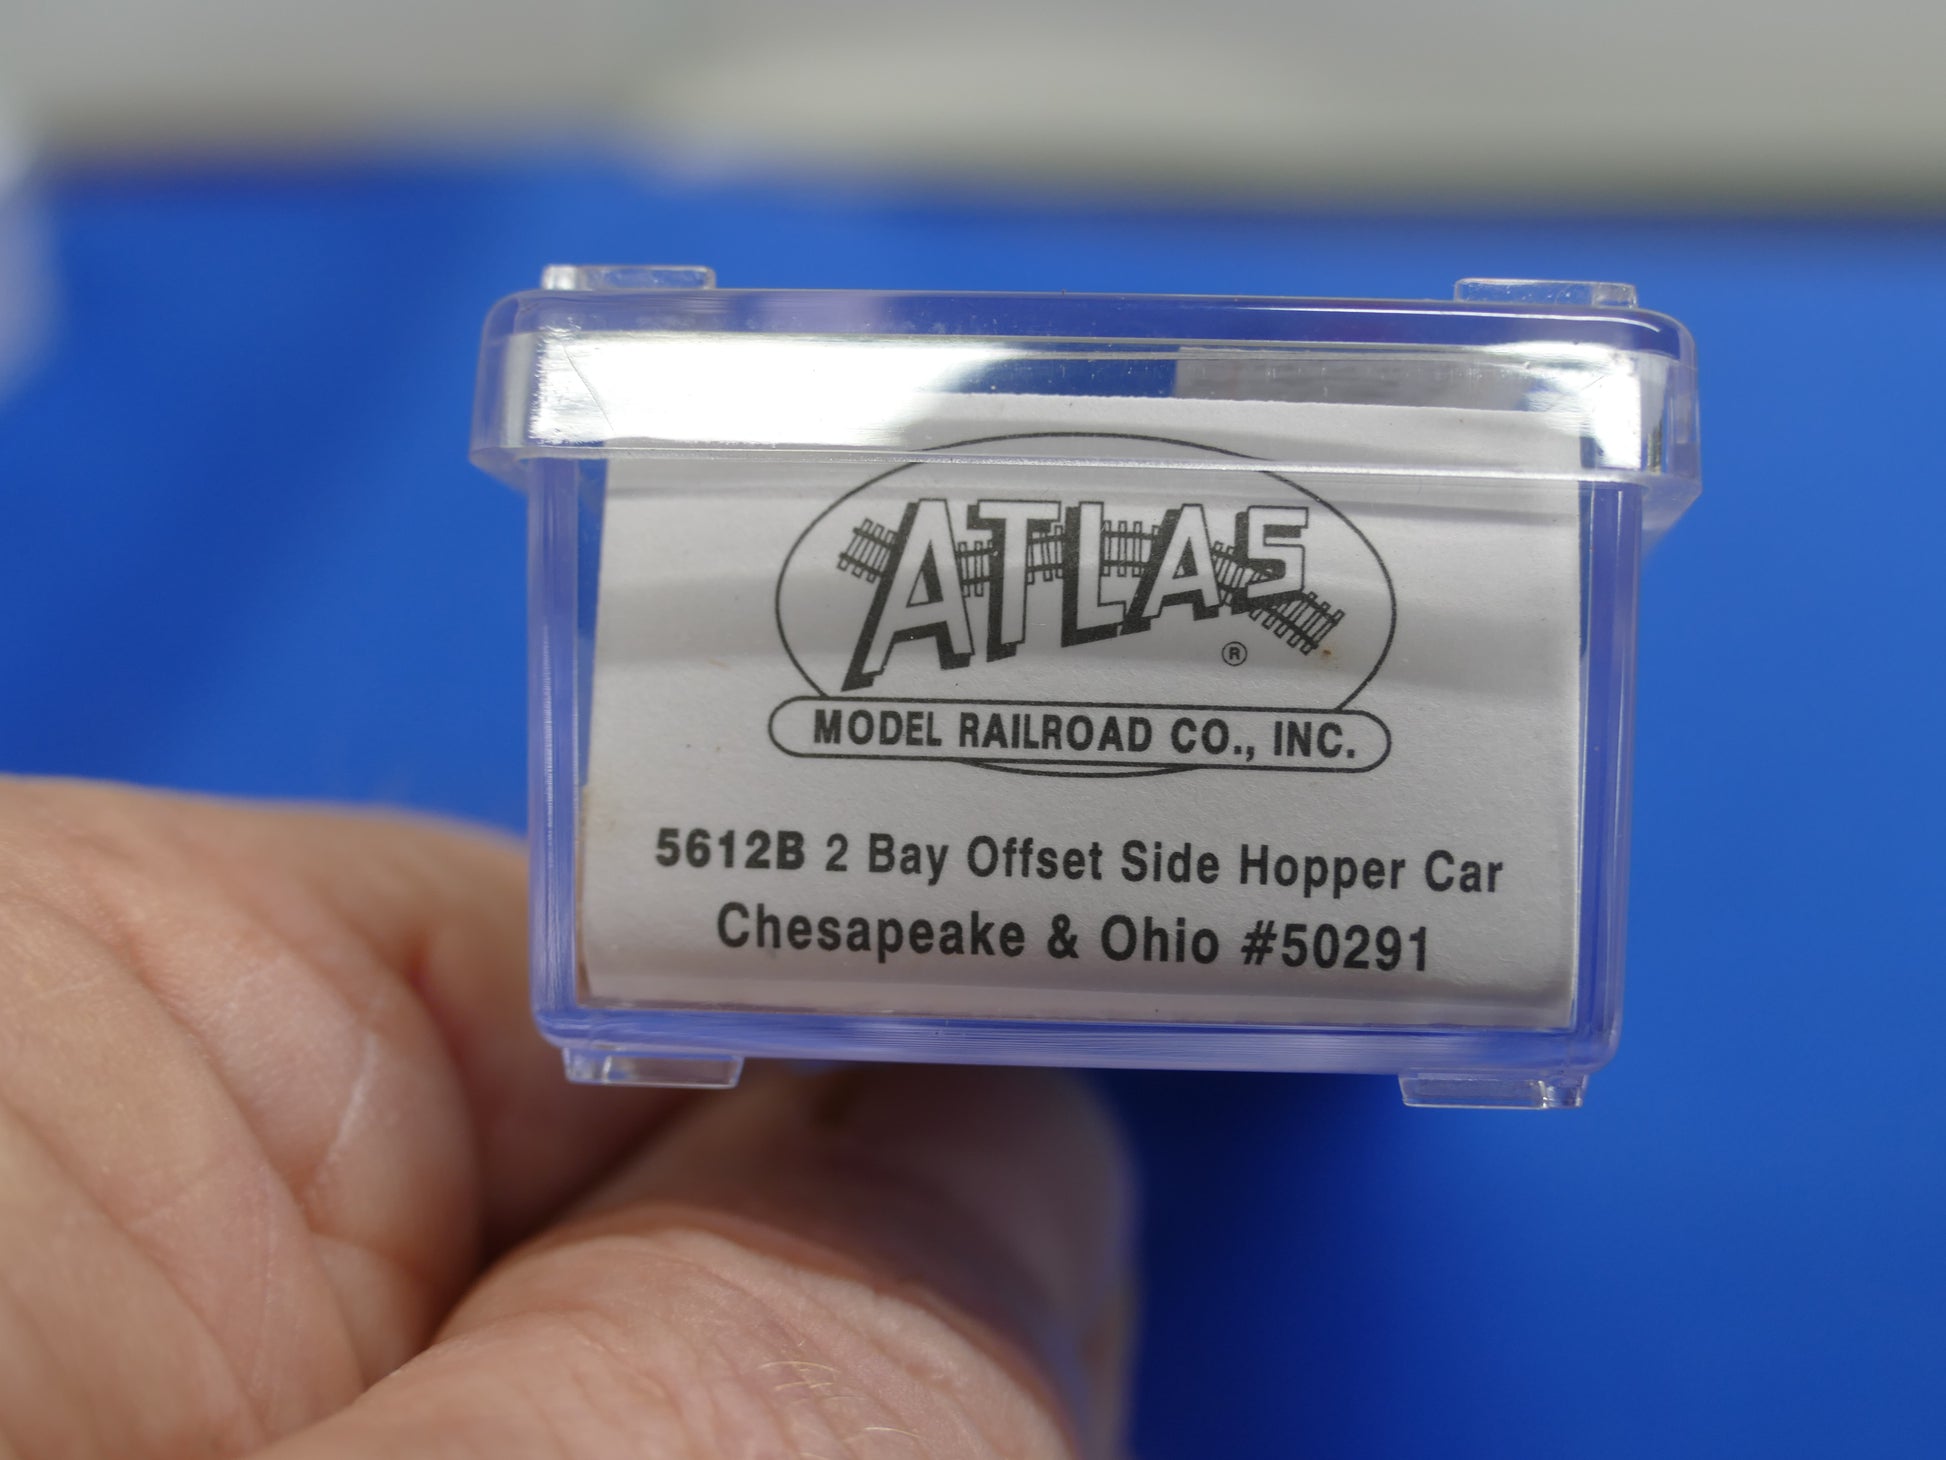 ATLAS
®
MODEL RAILROAD CO., INC.
5612B 2 Bay Offset Side Hopper Car
Chesapeake & Ohio #50291